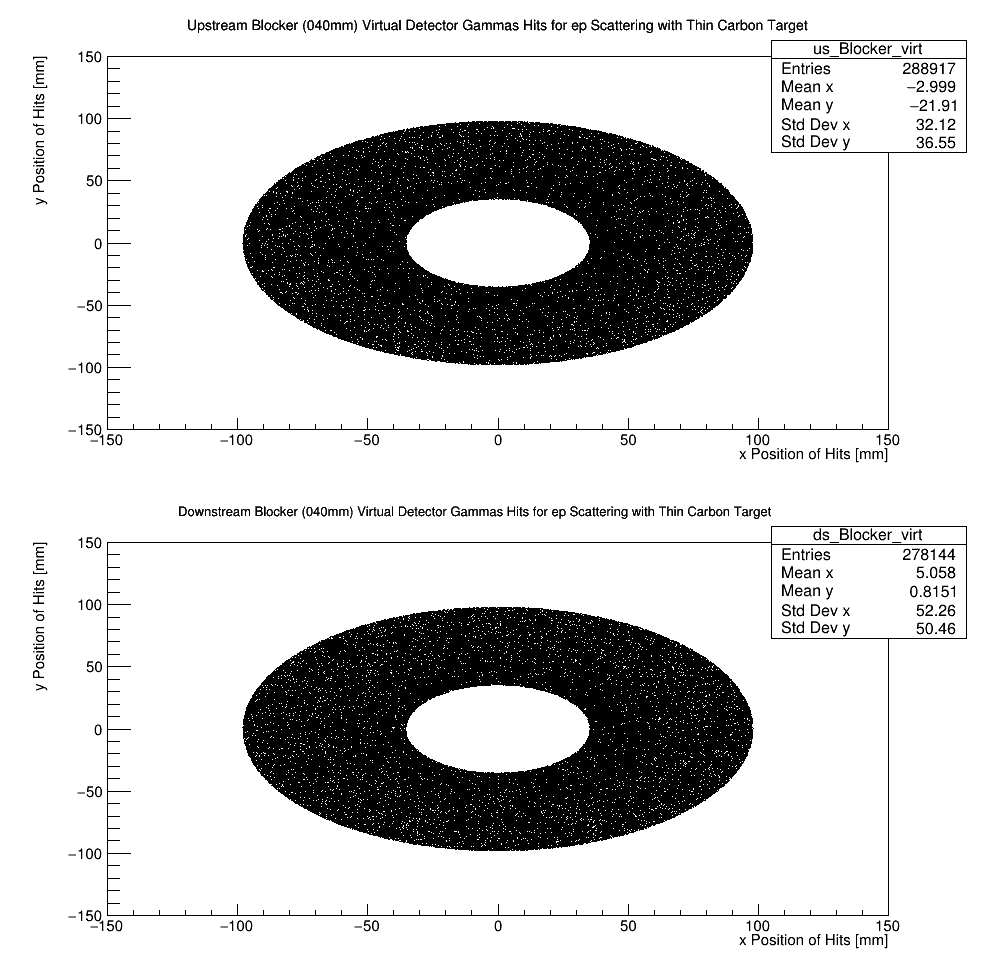 Upstream Blocker (040mm) Virtual Detector Gammas Hits for ep Scattering with Thin Carbon Target
us_Blocker_virt
Entries 288917
Mean x −2.999
Mean y −21.91
Std Dev x 32.12
Std Dev y 36.55
y Position of Hits [mm]
150
100
50
0
−50
−100
−150
−150 −100 −50 0 50 100 150
x Position of Hits [mm]
Downstream Blocker (040mm) Virtual Detector Gammas Hits for ep Scattering with Thin Carbon Target
ds_Blocker_virt
Entries 278144
Mean x 5.058
Mean y 0.8151
Std Dev x 52.26
Std Dev y 50.46
y Position of Hits [mm]
150
100
50
0
−50
−100
−150
−150 −100 −50 0 50 100 150
x Position of Hits [mm]